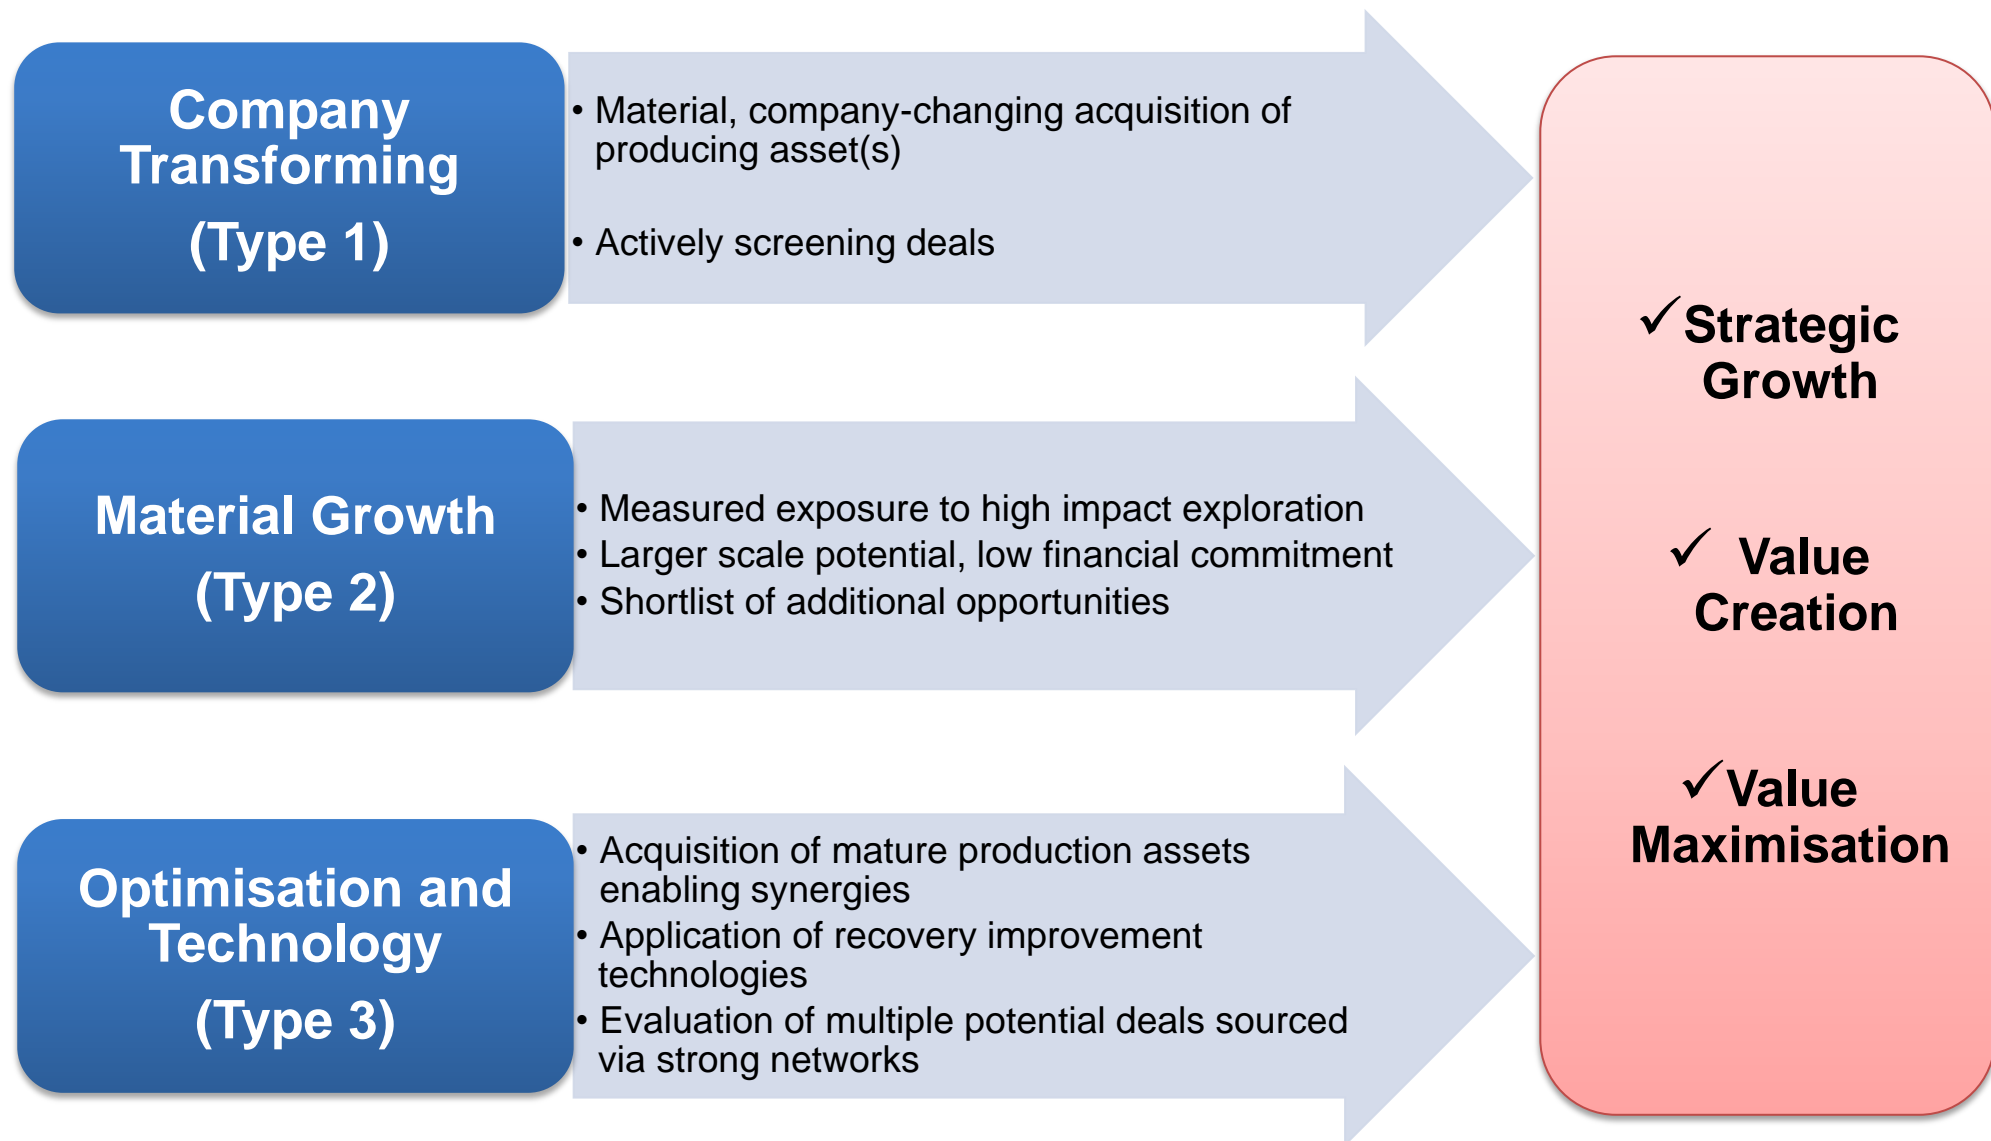 Company
Transforming
(Type 1)
• Material, company-changing acquisition of
producing asset(s)
• Actively screening deals
Material Growth
(Type 2)
• Measured exposure to high impact exploration
• Larger scale potential, low financial commitment
• Shortlist of additional opportunities
Optimisation and
Technology
(Type 3)
• Acquisition of mature production assets
enabling synergies
• Application of recovery improvement
technologies
• Evaluation of multiple potential deals sourced
via strong networks
✓Strategic
Growth
✓ Value
Creation
✓Value
Maximisation